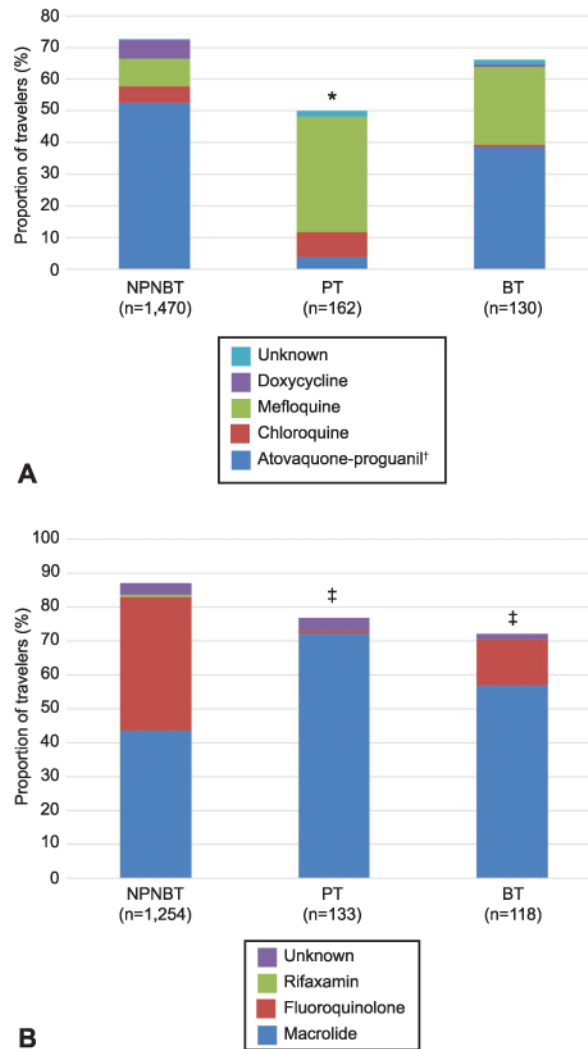 Proportion of travelers (%)
80
70
60
50
40
30
20
10
0
*
NPNBT
(n=1,470)
PT
(n=162)
BT
(n=130)
Unknown
Doxycycline
Mefloquine
Chloroquine
Atovaquone-proguanil†
A
Proportion of travelers (%)
100
90
80
70
60
50
40
30
20
10
0
‡
‡
NPNBT
(n=1,254)
PT
(n=133)
BT
(n=118)
Unknown
Rifaxamin
Fluoroquinolone
Macrolide
B